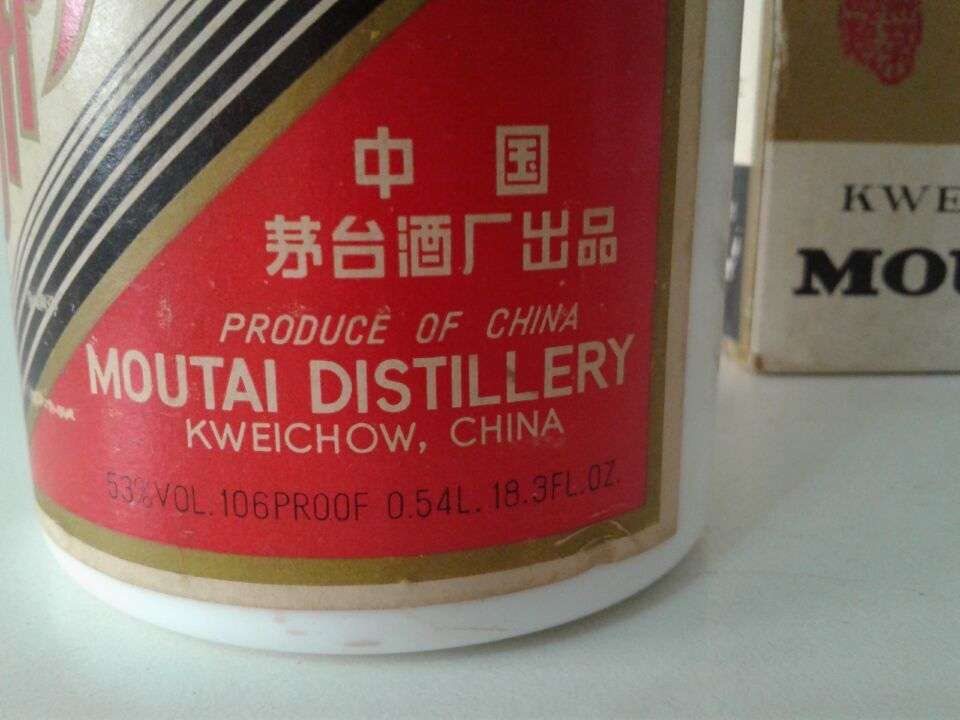 中国
茅台酒厂出品
PRODUCE OF CHINA
MOUTAI DISTILLERY
KWEICHOW, CHINA
53%VOL. 106PROOF 0.54L. 18.3FL.OZ.
KWE
MOU